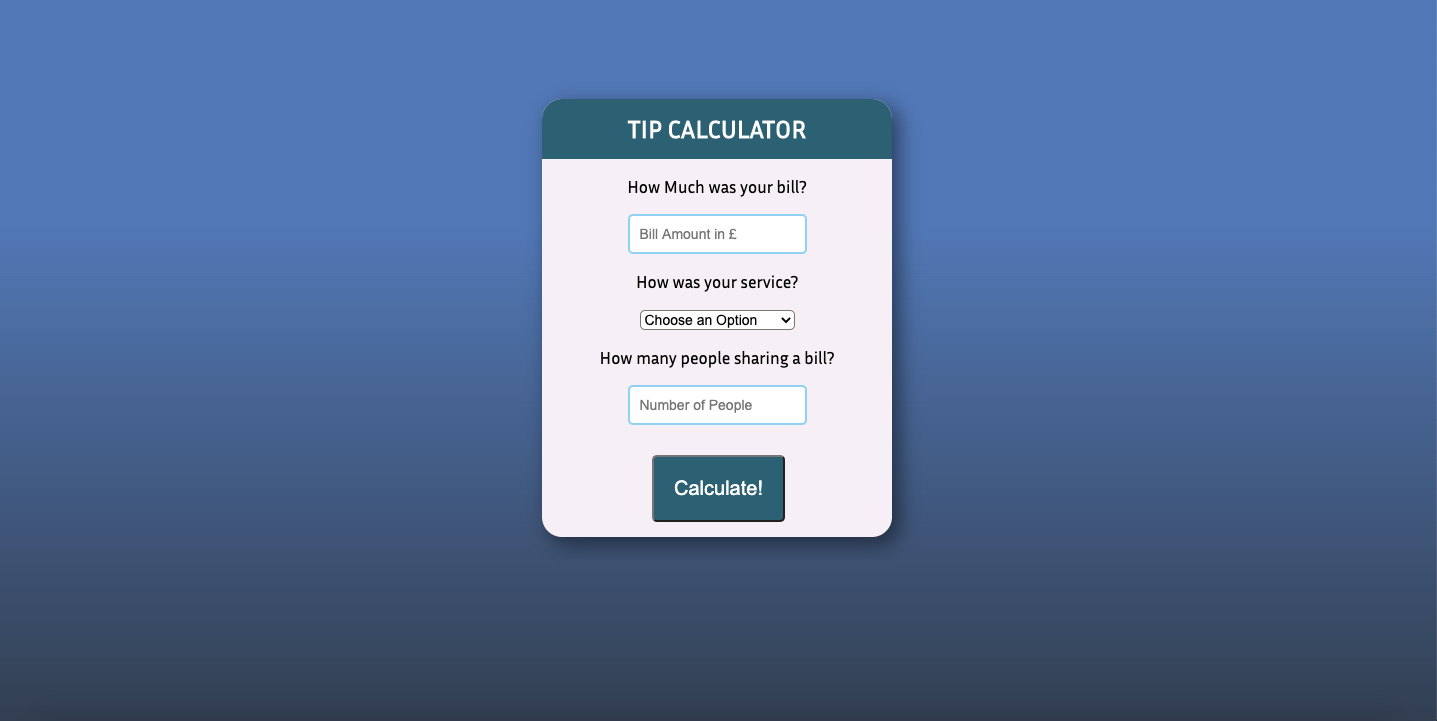 TIP CALCULATOR
How Much was your bill?
Bill Amount in £
How was your service?
Choose an Option
How many people sharing a bill?
Number of People
Calculate!